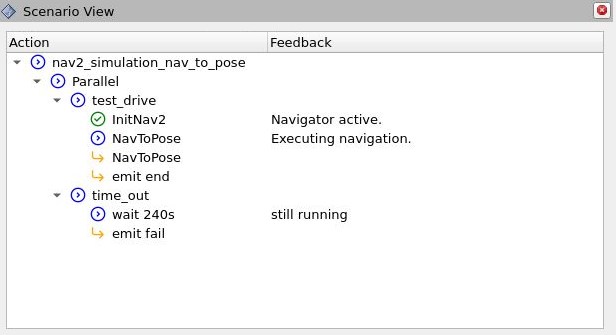 Scenario View
Action Feedback
nav2_simulation_nav_to_pose
Parallel
test_drive
InitNav2 Navigator active.
NavToPose Executing navigation.
NavToPose
emit end
time_out
wait 240s still running
emit fail